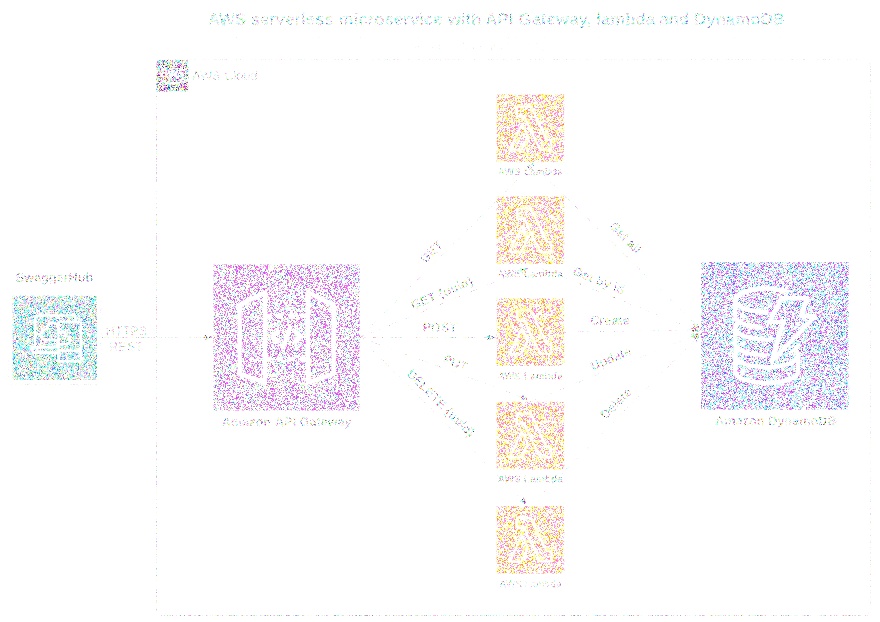 AWS serverless microservice with API Gateway, lambda and DynamoDB
AWS Cloud
AWS Lambda
GET
Get all
SwaggerHub
AWS Lambda
GET {uuid}
Get by id
HTTPS
REST
POST
Create
AWS Lambda
PUT
Update
DELETE {uuid}
Delete
Amazon API Gateway
Amazon DynamoDB
AWS Lambda
AWS Lambda